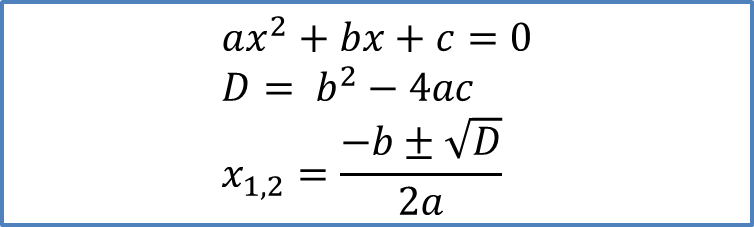 ax² + bx + c = 0
D = b² − 4ac
x₁,₂ = (−b ± √D) / 2a